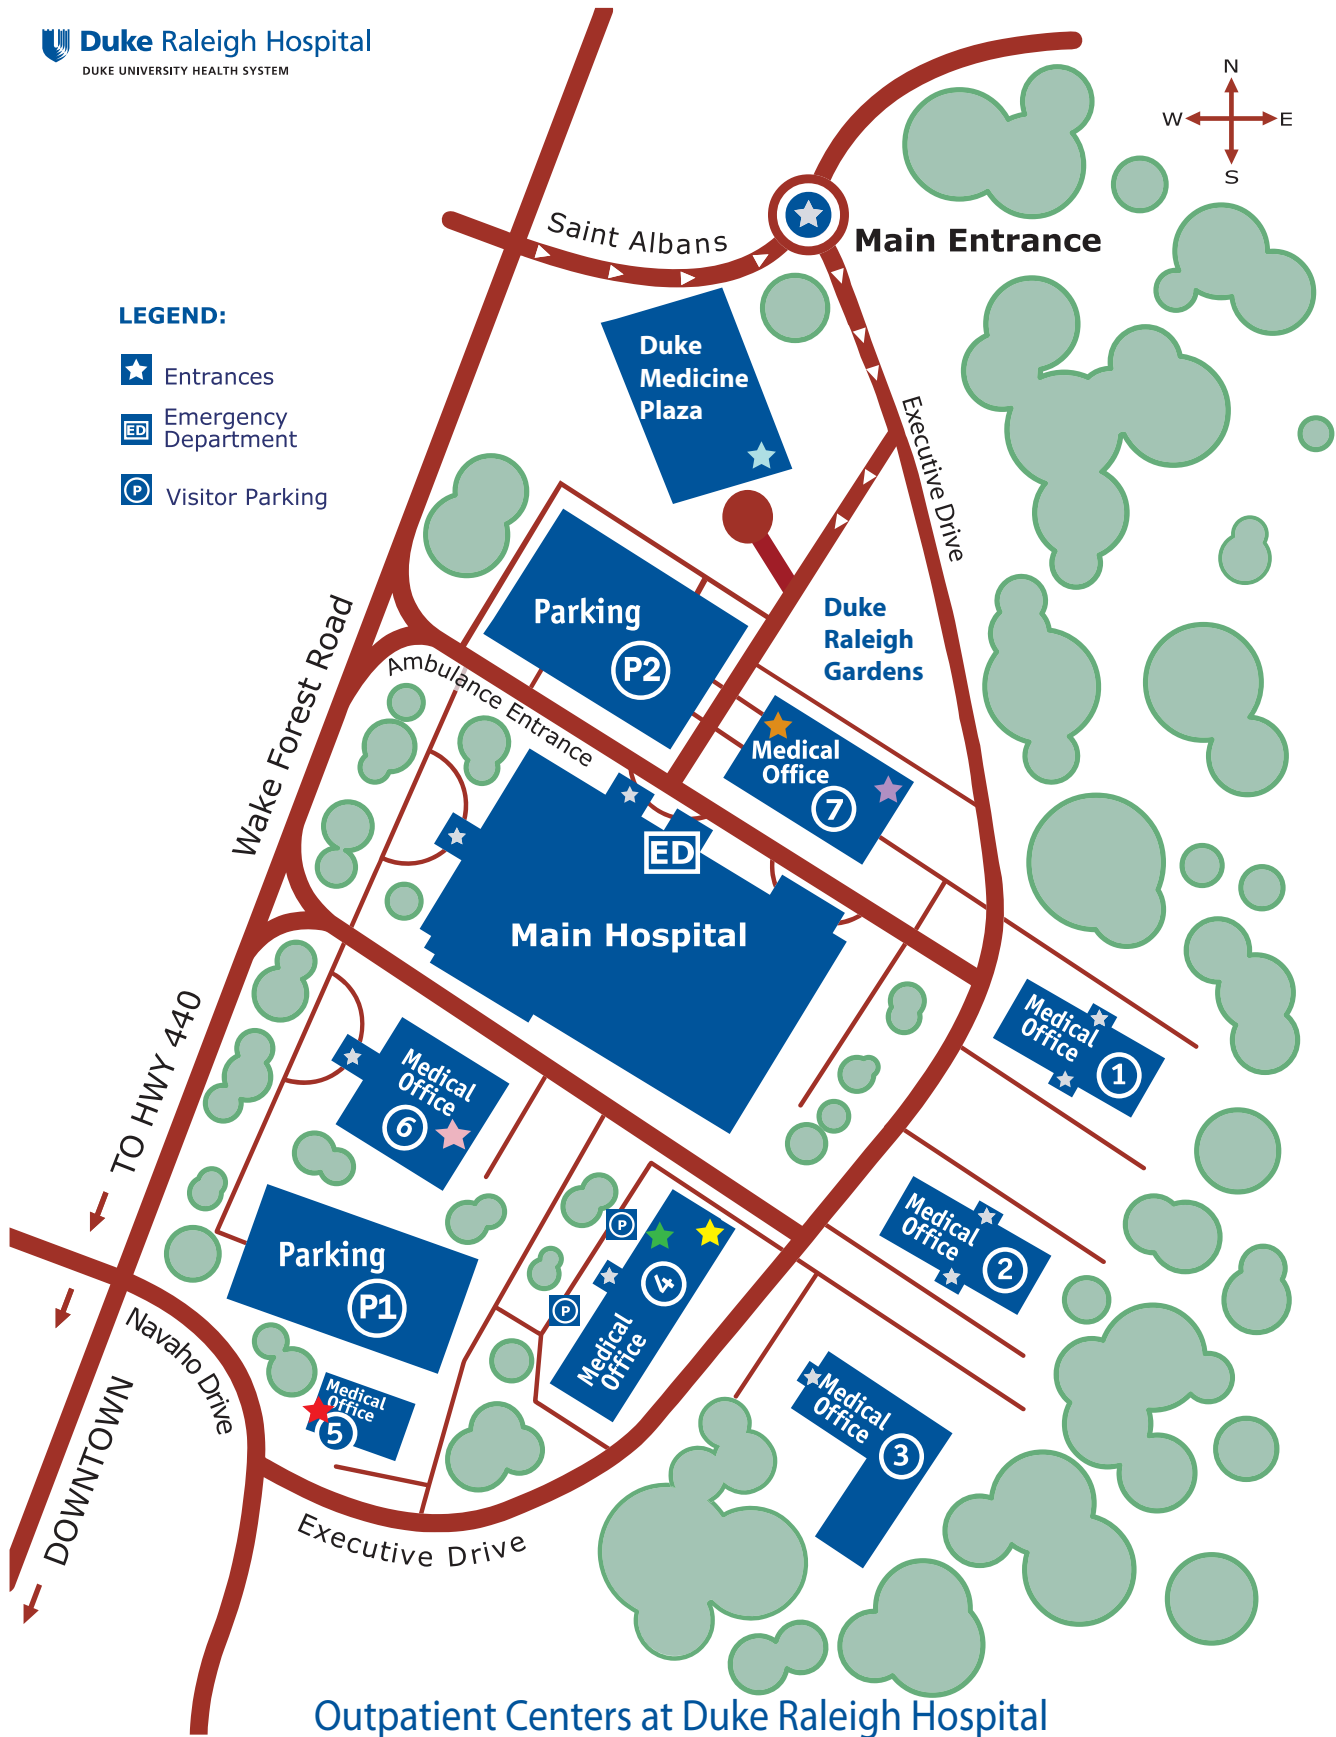 Duke Raleigh Hospital
DUKE UNIVERSITY HEALTH SYSTEM
N
W E
S
Saint Albans
Main Entrance
LEGEND:
Entrances
ED
Emergency
Department
P
Visitor Parking
Duke
Medicine
Plaza
Executive Drive
Parking
P2
Duke
Raleigh
Gardens
Wake Forest Road
Ambulance Entrance
Medical
Office
7
ED
Main Hospital
TO HWY 440
Medical
Office
1
Medical
Office
6
Medical
Office
2
P
4
P
Medical
Office
Parking
P1
Navaho Drive
Medical
Office
5
Medical
Office
3
DOWNTOWN
Executive Drive
Outpatient Centers at Duke Raleigh Hospital